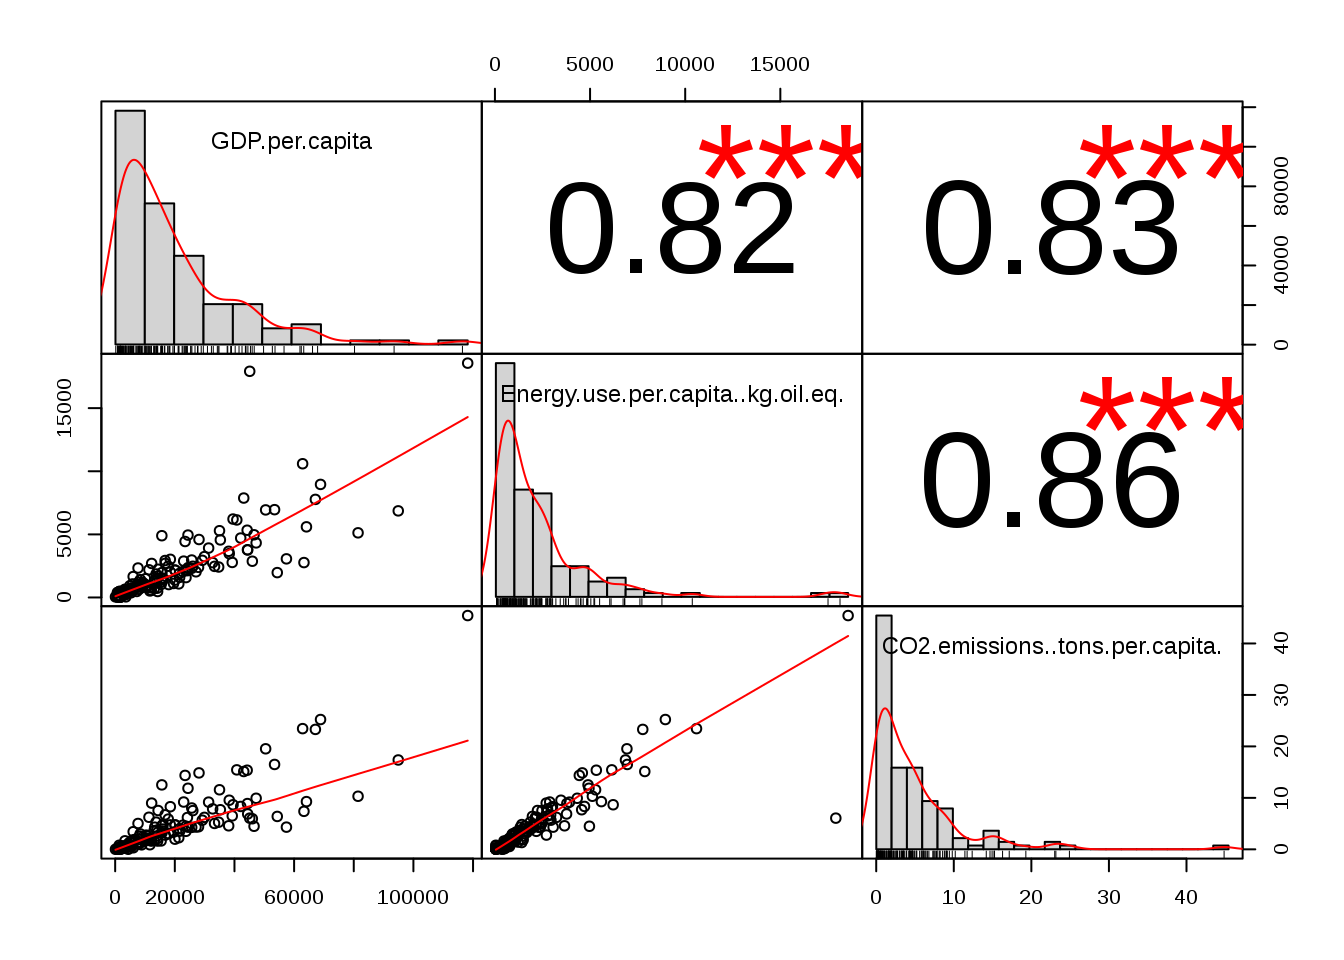 0 5000 10000 15000
GDP.per.capita
***
0.82
***
0.83
0 40000 80000
0 5000 15000
Energy.use.per.capita..kg.oil.eq.
***
0.86
CO2.emissions..tons.per.capita.
0 10 20 30 40
0 20000 60000 100000
0 10 20 30 40